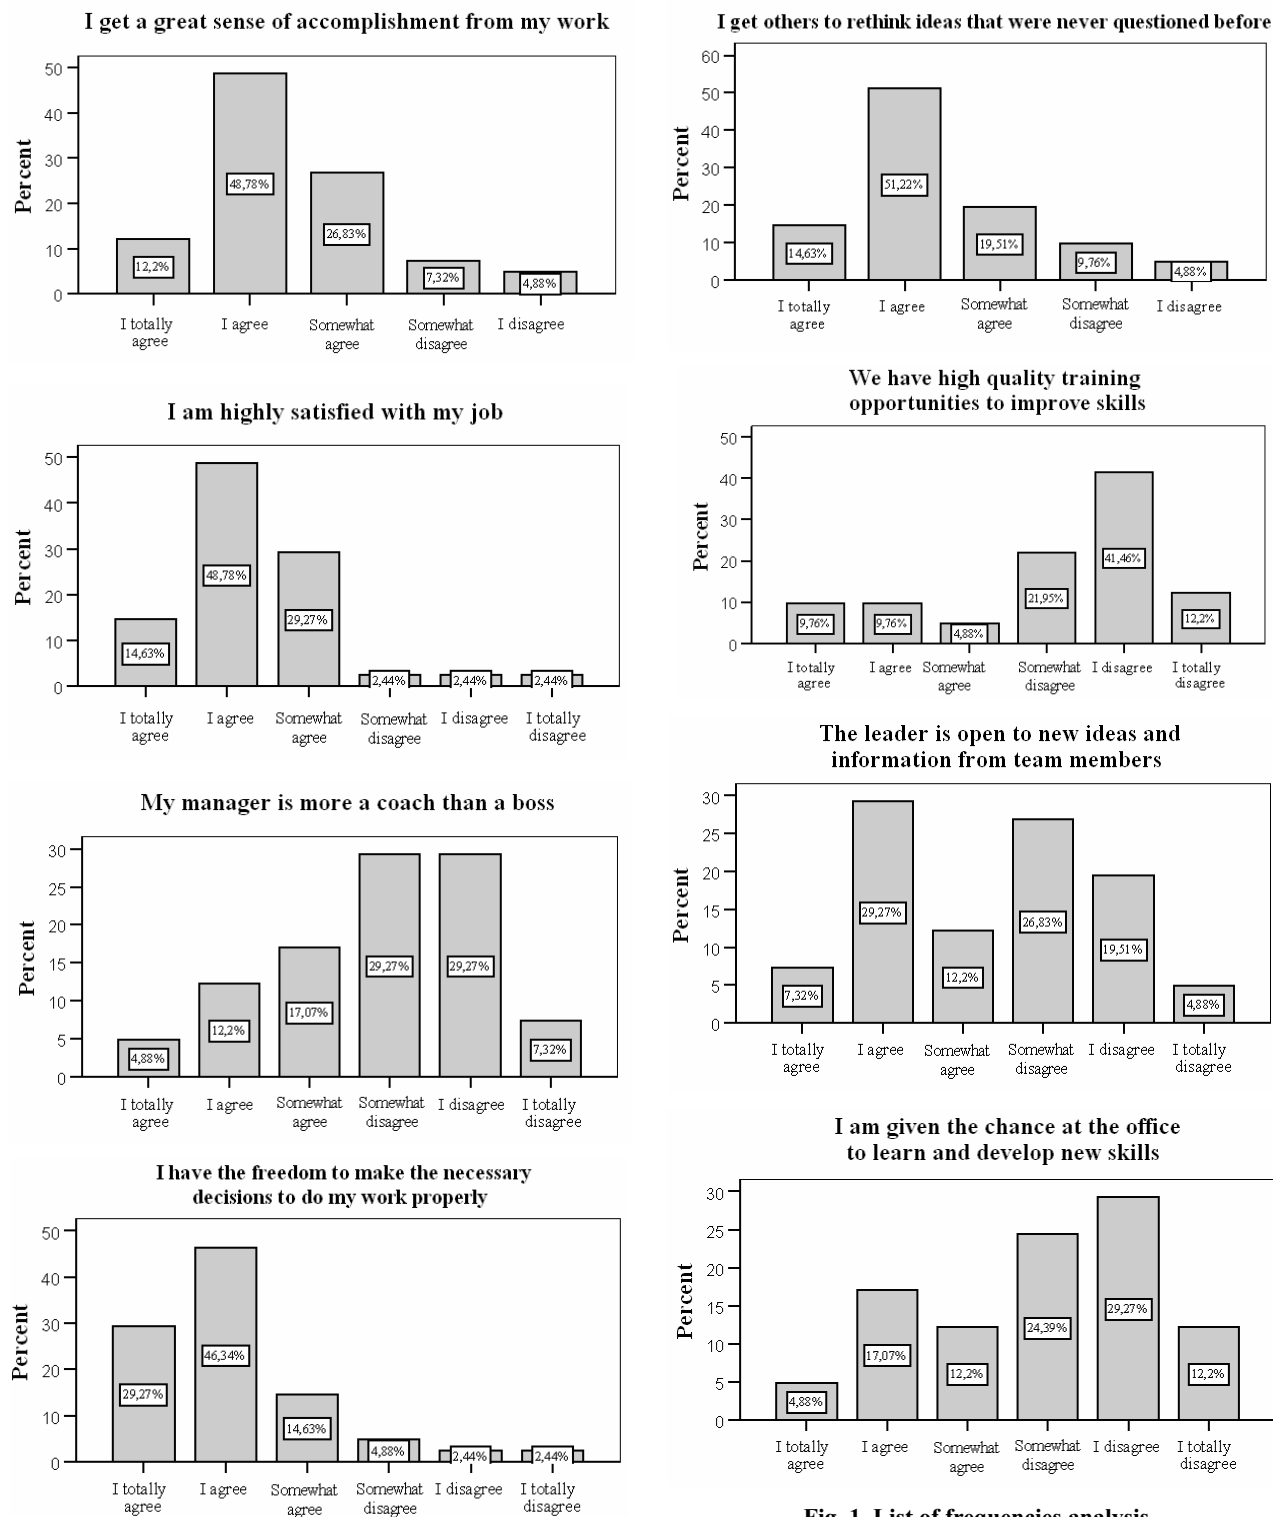 I get a great sense of accomplishment from my work
Percent
50
40
30
20
10
0
12,2%
48,78%
26,83%
7,32%
4,88%
I totally agree
I agree
Somewhat agree
Somewhat disagree
I disagree
I am highly satisfied with my job
Percent
50
40
30
20
10
0
14,63%
48,78%
29,27%
2,44%
2,44%
2,44%
I totally agree
I agree
Somewhat agree
Somewhat disagree
I disagree
I totally disagree
My manager is more a coach than a boss
Percent
30
25
20
15
10
5
0
4,88%
12,2%
17,07%
29,27%
29,27%
7,32%
I totally agree
I agree
Somewhat agree
Somewhat disagree
I disagree
I totally disagree
I have the freedom to make the necessary
decisions to do my work properly
Percent
50
40
30
20
10
0
29,27%
46,34%
14,63%
4,88%
2,44%
2,44%
I totally agree
I agree
Somewhat agree
Somewhat disagree
I disagree
I totally disagree
I get others to rethink ideas that were never questioned before
Percent
60
50
40
30
20
10
0
14,63%
51,22%
19,51%
9,76%
4,88%
I totally agree
I agree
Somewhat agree
Somewhat disagree
I disagree
We have high quality training
opportunities to improve skills
Percent
50
40
30
20
10
0
9,76%
9,76%
4,88%
21,95%
41,46%
12,2%
I totally agree
I agree
Somewhat agree
Somewhat disagree
I disagree
I totally disagree
The leader is open to new ideas and
information from team members
Percent
30
25
20
15
10
5
0
7,32%
29,27%
12,2%
26,83%
19,51%
4,88%
I totally agree
I agree
Somewhat agree
Somewhat disagree
I disagree
I totally disagree
I am given the chance at the office
to learn and develop new skills
Percent
30
25
20
15
10
5
0
4,88%
17,07%
12,2%
24,39%
29,27%
12,2%
I totally agree
I agree
Somewhat agree
Somewhat disagree
I disagree
I totally disagree
Fig. 1. List of frequencies analysis